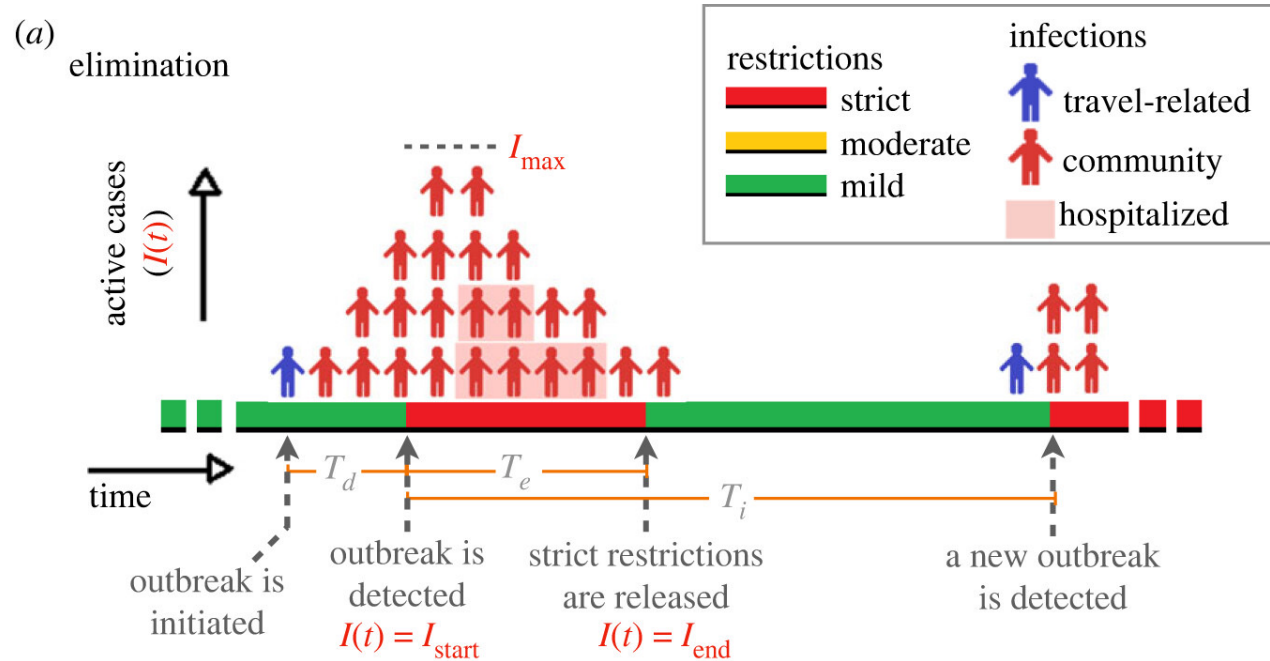 (a)
elimination
restrictions
strict
moderate
mild
infections
travel-related
community
hospitalized
I_max
active cases
(I(t))
time
T_d
T_e
T_i
outbreak is
initiated
outbreak is
detected
I(t) = I_start
strict restrictions
are released
I(t) = I_end
a new outbreak
is detected